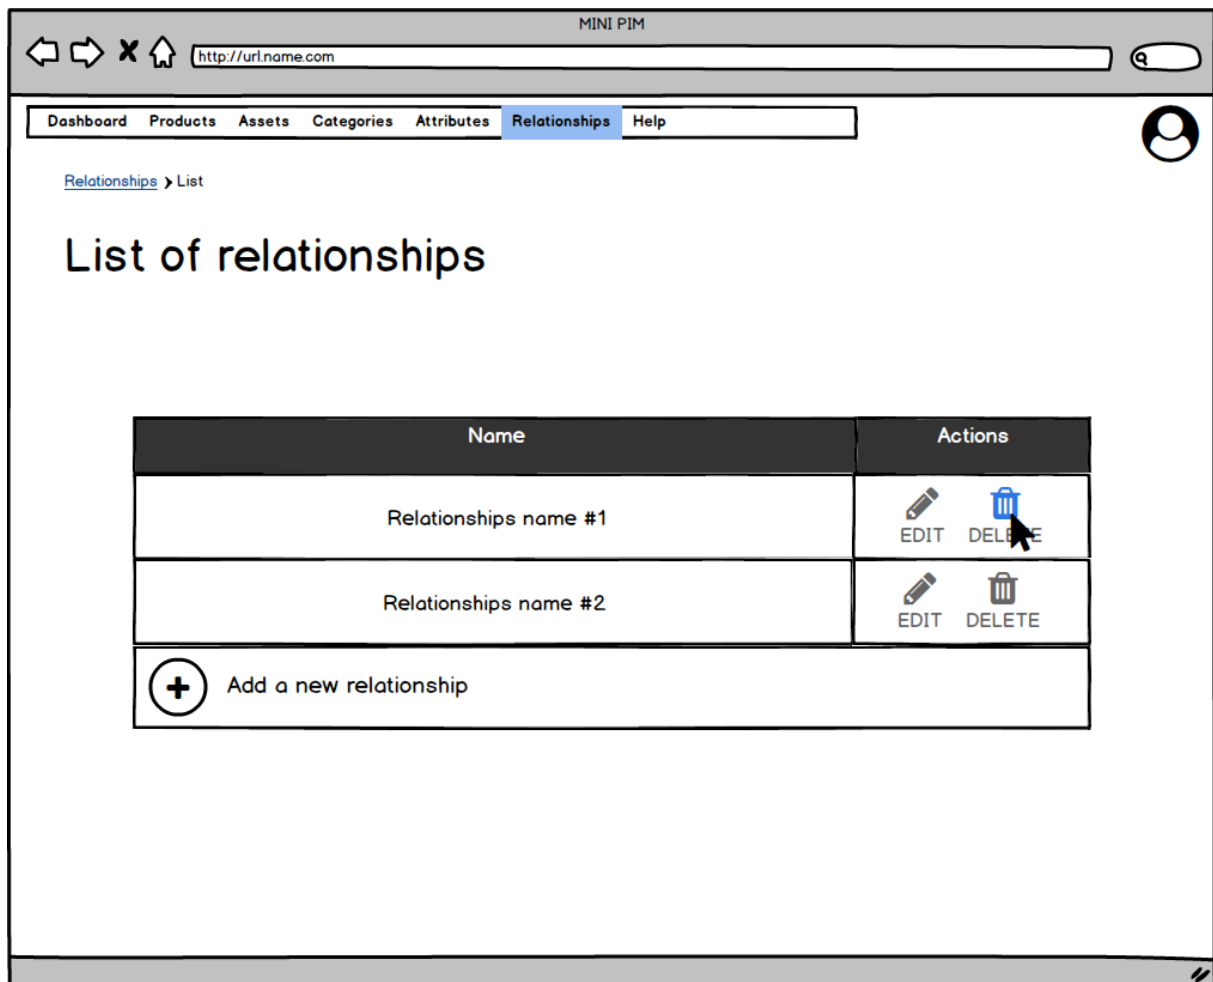 MINI PIM
http://url.name.com
Dashboard Products Assets Categories Attributes Relationships Help
Relationships > List
List of relationships
Name Actions
Relationships name #1
EDIT DELETE
Relationships name #2
EDIT DELETE
Add a new relationship